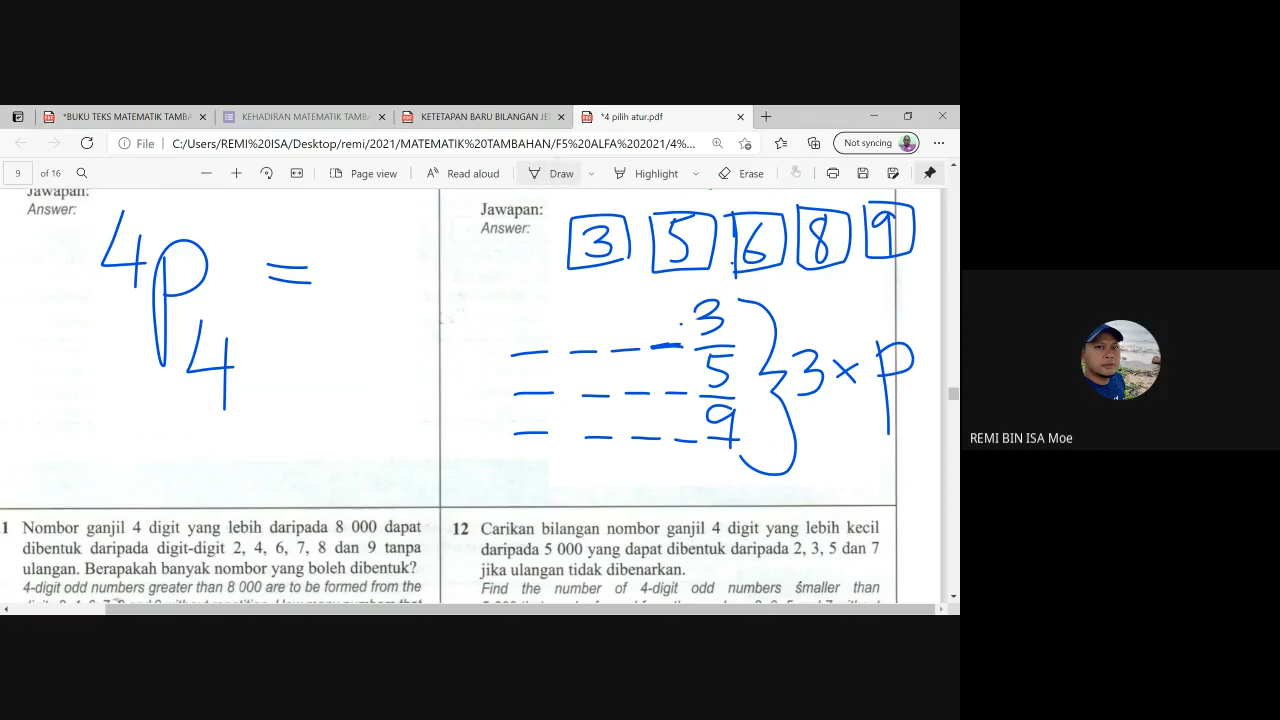 *BUKU TEKS MATEMATIK TAMBA
KEHADIRAN MATEMATIK TAMBA
KETETAPAN BARU BILANGAN JE
*4 pilih atur.pdf
File
C:/Users/REMI%20ISA/Desktop/remi/2021/MATEMATIK%20TAMBAHAN/F5%20ALFA%202021/4%...
Not syncing
9 of 16
Page view
Read aloud
Draw
Highlight
Erase
Jawapan:
Answer:
4P4 =
Jawapan:
Answer:
3 5 6 8 9
3
5
9
3 × P
1 Nombor ganjil 4 digit yang lebih daripada 8 000 dapat
dibentuk daripada digit-digit 2, 4, 6, 7, 8 dan 9 tanpa
ulangan. Berapakah banyak nombor yang boleh dibentuk?
4-digit odd numbers greater than 8 000 are to be formed from the
12 Carikan bilangan nombor ganjil 4 digit yang lebih kecil
daripada 5 000 yang dapat dibentuk daripada 2, 3, 5 dan 7
jika ulangan tidak dibenarkan.
Find the number of 4-digit odd numbers smaller than
REMI BIN ISA Moe